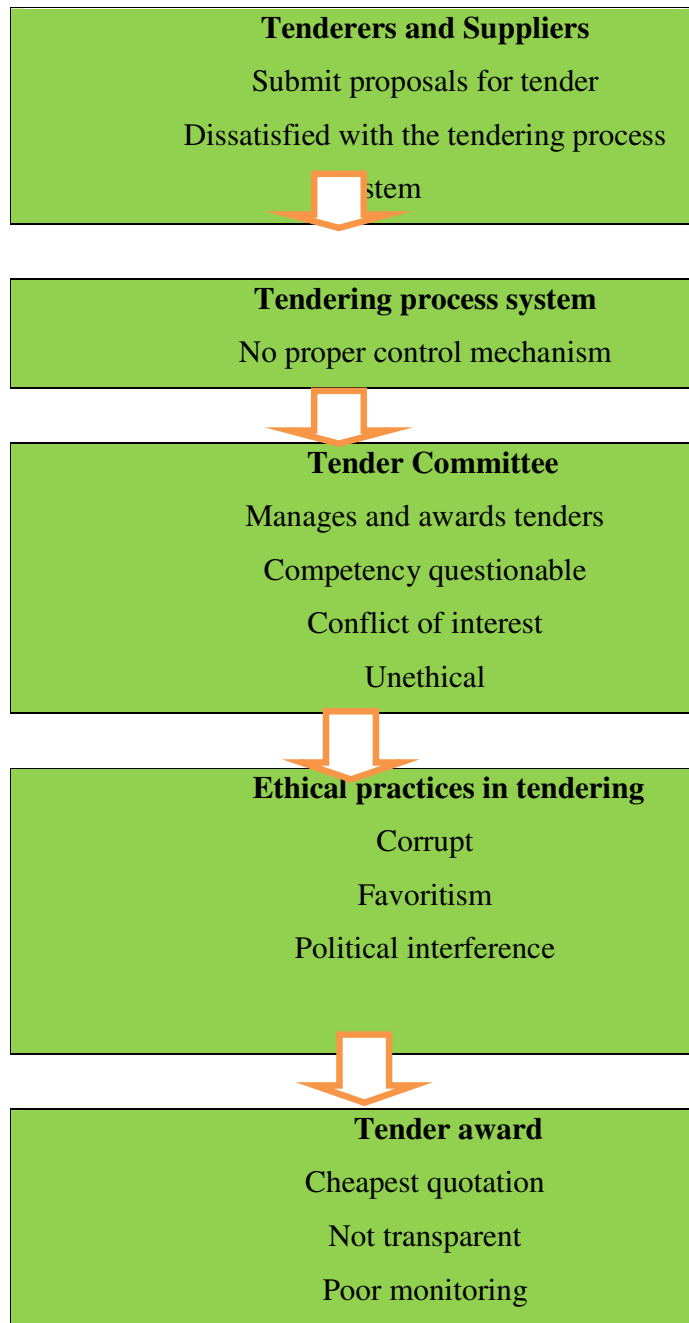 Tenderers and Suppliers
Submit proposals for tender
Dissatisfied with the tendering process
stem
Tendering process system
No proper control mechanism
Tender Committee
Manages and awards tenders
Competency questionable
Conflict of interest
Unethical
Ethical practices in tendering
Corrupt
Favoritism
Political interference
Tender award
Cheapest quotation
Not transparent
Poor monitoring